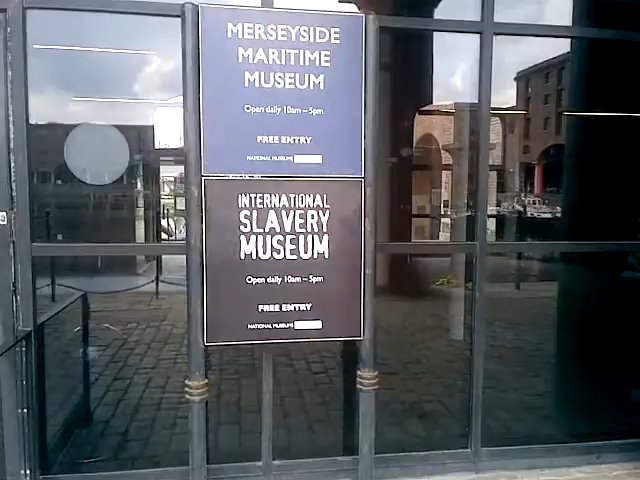 MERSEYSIDE
MARITIME
MUSEUM
Open daily 10am – 5pm
FREE ENTRY
NATIONAL MUSEUMS
INTERNATIONAL
SLAVERY
MUSEUM
Open daily 10am – 5pm
FREE ENTRY
NATIONAL MUSEUMS